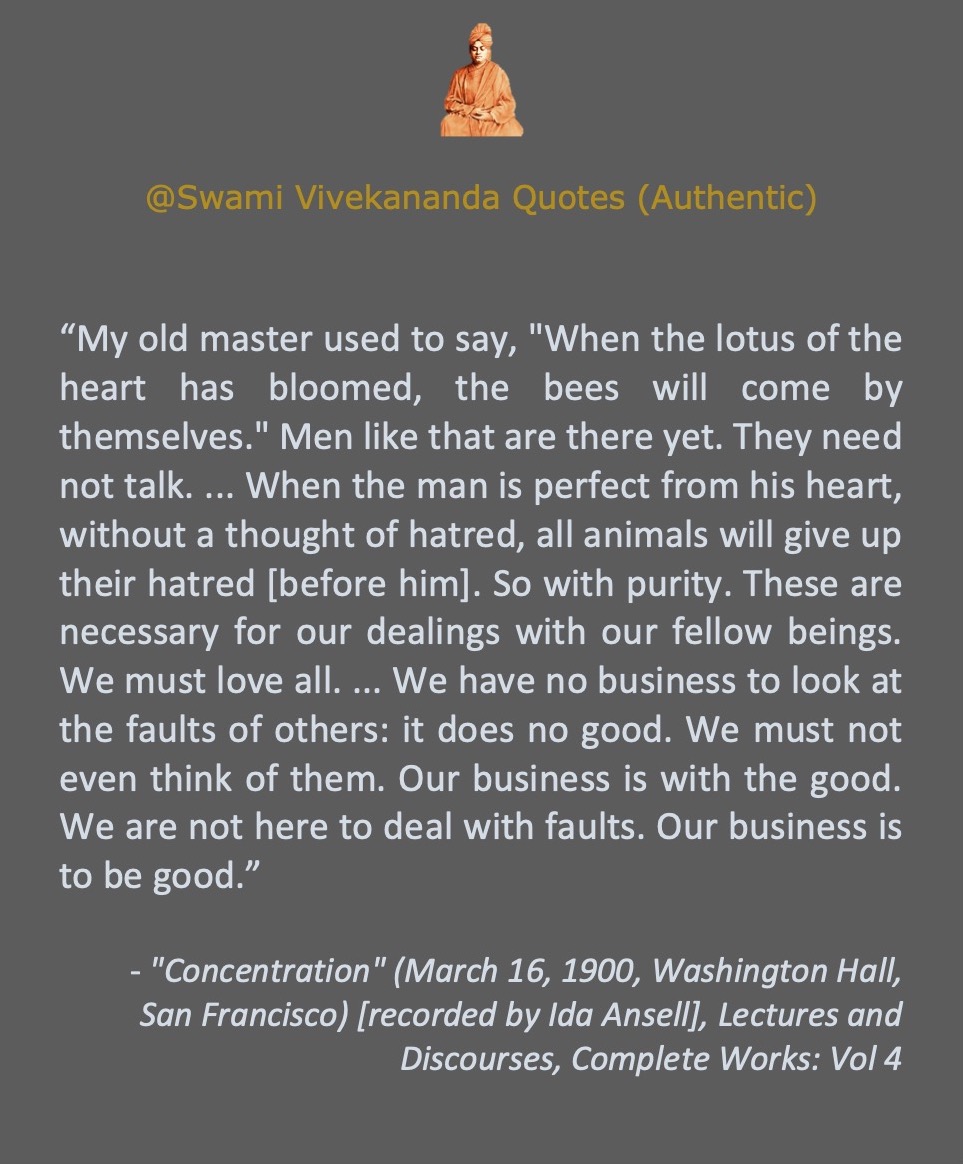 @Swami Vivekananda Quotes (Authentic)
“My old master used to say, "When the lotus of the
heart has bloomed, the bees will come by
themselves." Men like that are there yet. They need
not talk. ... When the man is perfect from his heart,
without a thought of hatred, all animals will give up
their hatred [before him]. So with purity. These are
necessary for our dealings with our fellow beings.
We must love all. ... We have no business to look at
the faults of others: it does no good. We must not
even think of them. Our business is with the good.
We are not here to deal with faults. Our business is
to be good.”
- "Concentration" (March 16, 1900, Washington Hall,
San Francisco) [recorded by Ida Ansell], Lectures and
Discourses, Complete Works: Vol 4